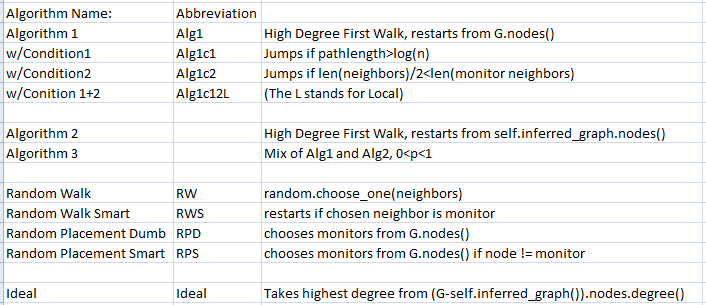 Algorithm Name: Abbreviation
Algorithm 1 Alg1 High Degree First Walk, restarts from G.nodes()
w/Condition1 Alg1c1 Jumps if pathlength>log(n)
w/Condition2 Alg1c2 Jumps if len(neighbors)/2<len(monitor neighbors)
w/Conition 1+2 Alg1c12L (The L stands for Local)
Algorithm 2 High Degree First Walk, restarts from self.inferred_graph.nodes()
Algorithm 3 Mix of Alg1 and Alg2, 0<p<1
Random Walk RW random.choose_one(neighbors)
Random Walk Smart RWS restarts if chosen neighbor is monitor
Random Placement Dumb RPD chooses monitors from G.nodes()
Random Placement Smart RPS chooses monitors from G.nodes() if node != monitor
Ideal Ideal Takes highest degree from (G-self.inferred_graph()).nodes.degree()